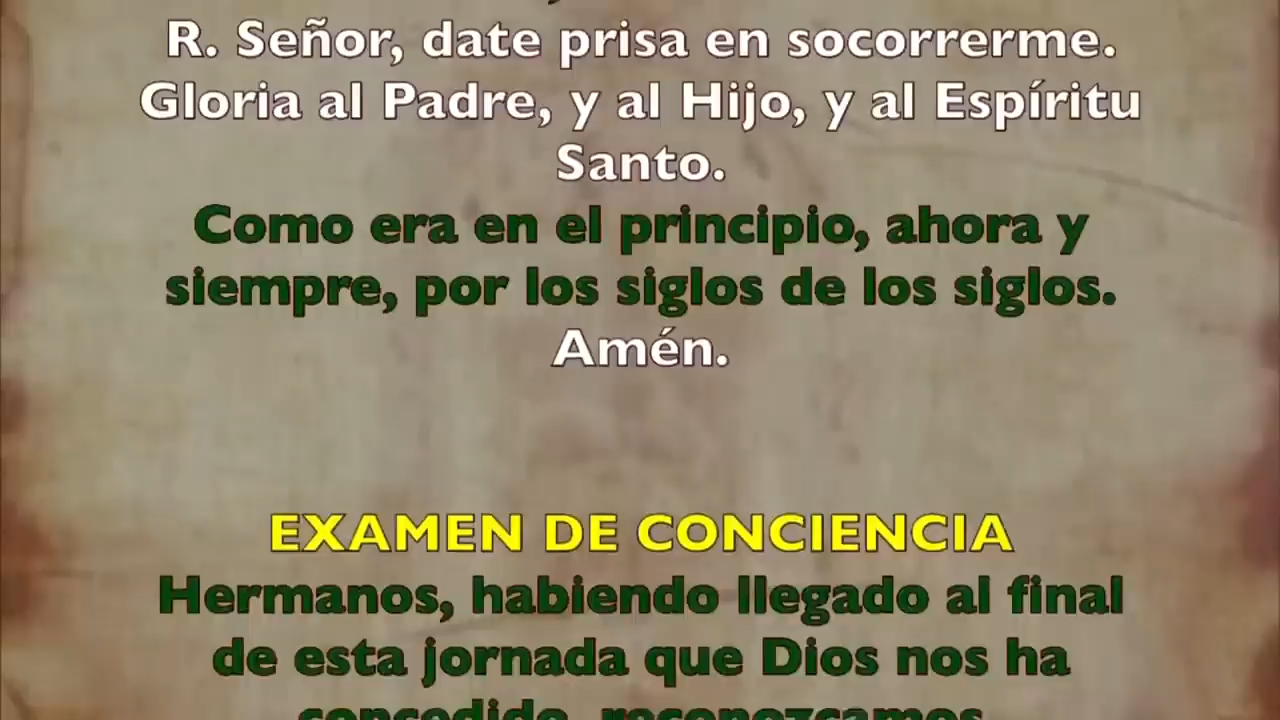 R. Señor, date prisa en socorrerme.
Gloria al Padre, y al Hijo, y al Espíritu
Santo.
Como era en el principio, ahora y
siempre, por los siglos de los siglos.
Amén.
EXAMEN DE CONCIENCIA
Hermanos, habiendo llegado al final
de esta jornada que Dios nos ha
concedido, reconozcamos